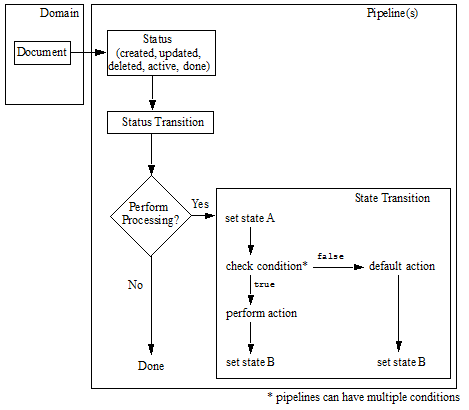 Domain
Pipeline(s)
Document
Status
(created, updated,
deleted, active, done)
Status Transition
Perform
Processing?
Yes
No
Done
State Transition
set state A
check condition*
false
default action
true
perform action
set state B
set state B
* pipelines can have multiple conditions